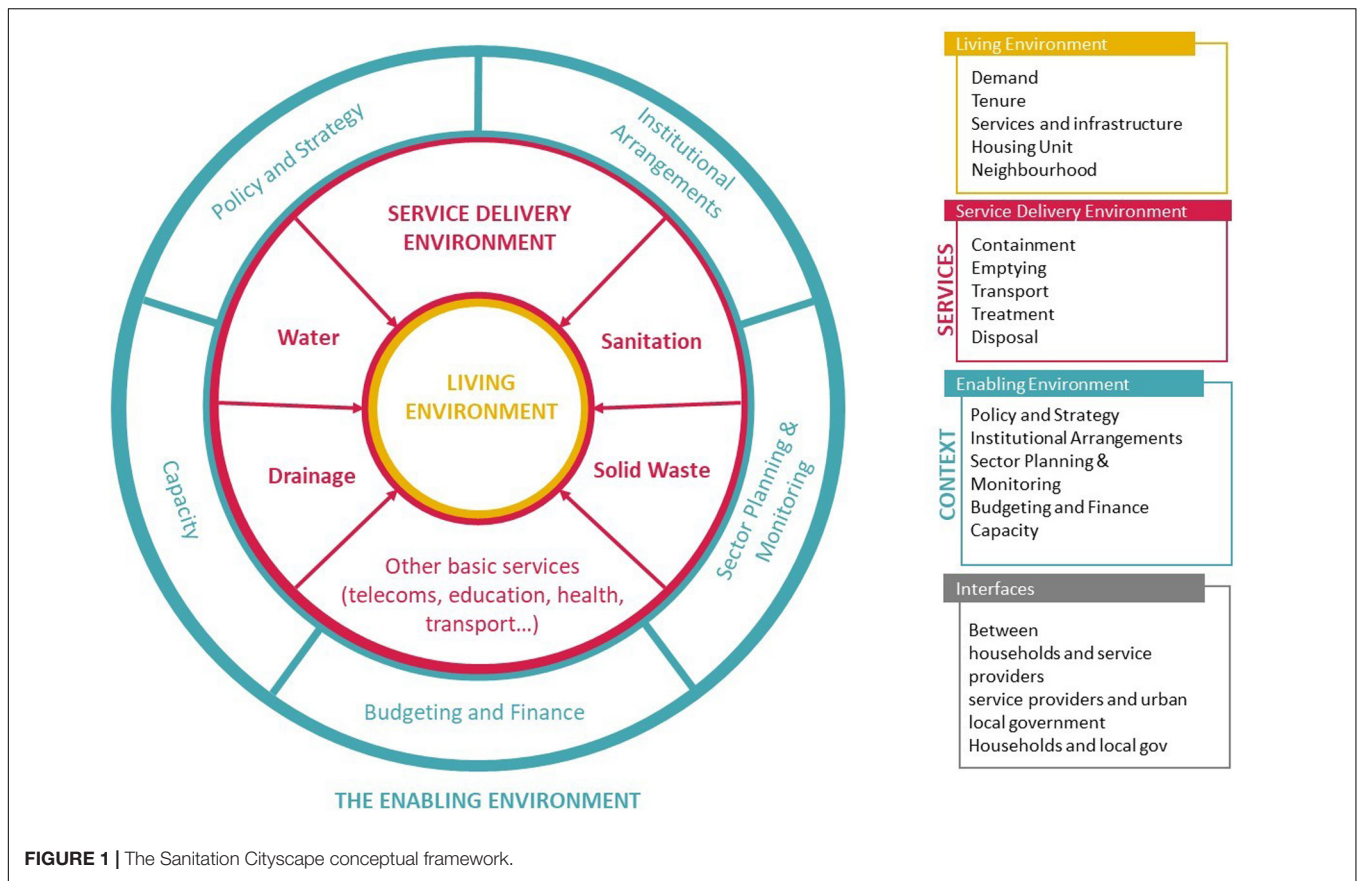 Policy and Strategy
Institutional
Arrangements
SERVICE DELIVERY
ENVIRONMENT
Water
Sanitation
LIVING
ENVIRONMENT
Drainage
Solid Waste
Capacity
Sector Planning &
Monitoring
Other basic services
(telecoms, education, health,
transport...)
Budgeting and Finance
THE ENABLING ENVIRONMENT
Living Environment
Demand
Tenure
Services and infrastructure
Housing Unit
Neighbourhood
SERVICES
Service Delivery Environment
Containment
Emptying
Transport
Treatment
Disposal
CONTEXT
Enabling Environment
Policy and Strategy
Institutional Arrangements
Sector Planning &
Monitoring
Budgeting and Finance
Capacity
Interfaces
Between
households and service
providers
service providers and urban
local government
Households and local gov
FIGURE 1 | The Sanitation Cityscape conceptual framework.